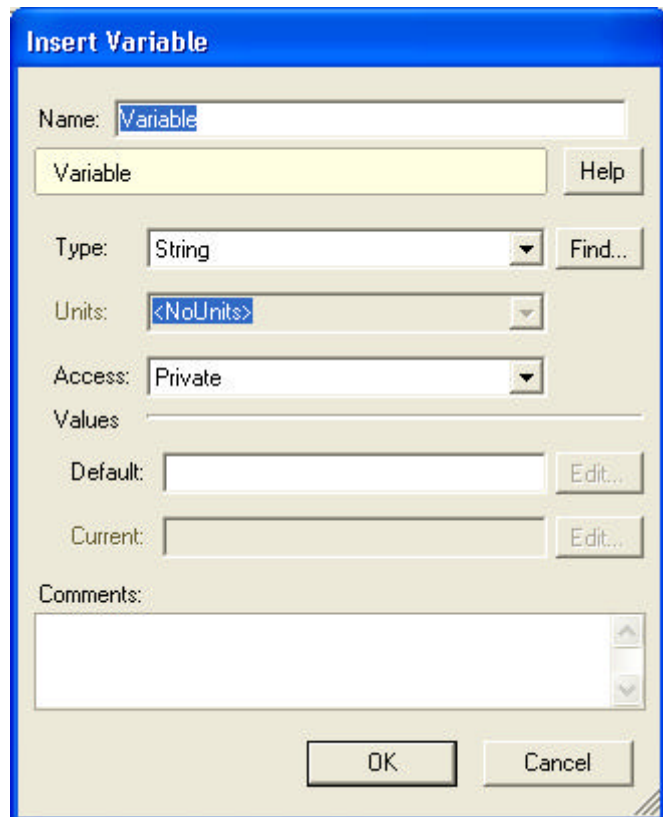 Insert Variable
Name: Variable
Variable Help
Type: String Find...
Units: <NoUnits>
Access: Private
Values
Default: Edit...
Current: Edit...
Comments:
OK Cancel